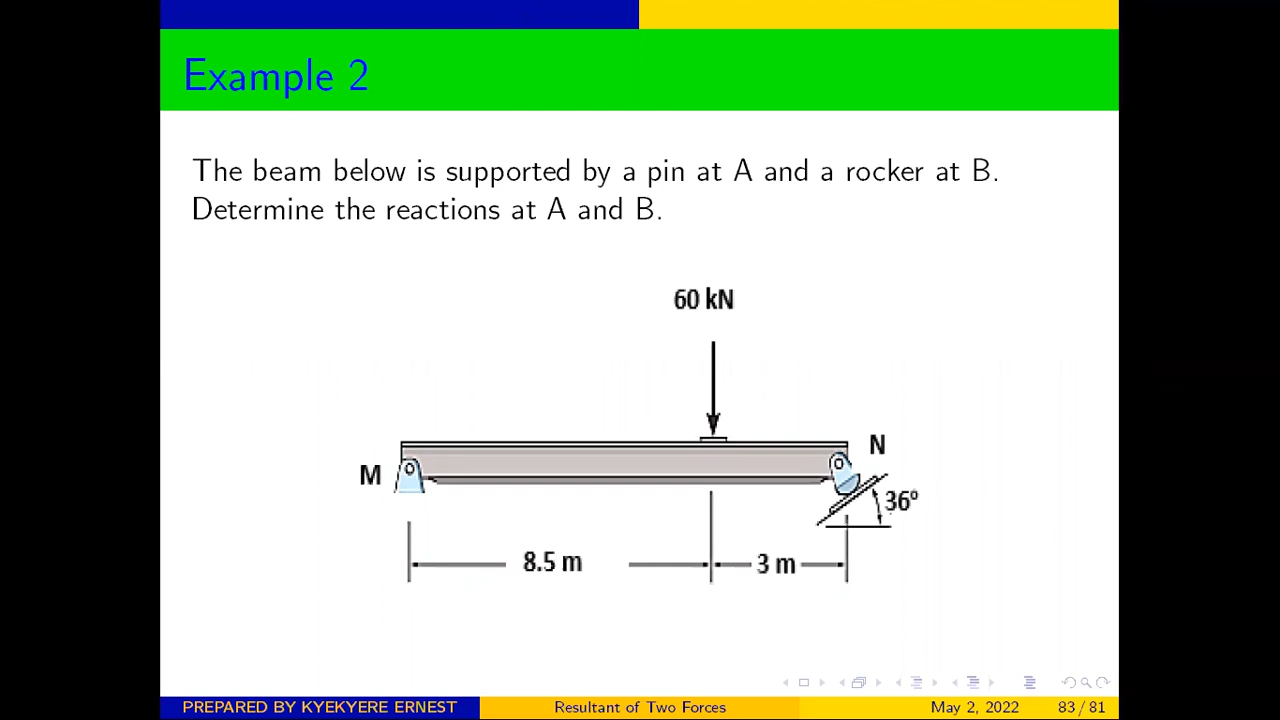 Example 2
The beam below is supported by a pin at A and a rocker at B.
Determine the reactions at A and B.
60 kN
N
M
36º
8.5 m
3 m
PREPARED BY KYEKYERE ERNEST Resultant of Two Forces May 2, 2022 83 / 81